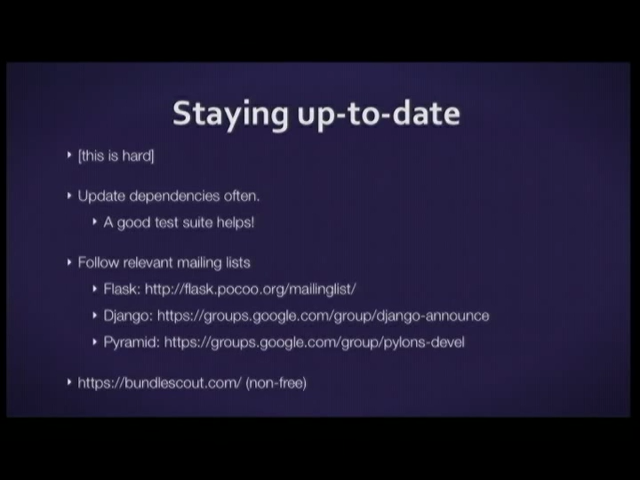 Staying up-to-date
[this is hard]
Update dependencies often.
A good test suite helps!
Follow relevant mailing lists
Flask: http://flask.pocoo.org/mailinglist/
Django: https://groups.google.com/group/django-announce
Pyramid: https://groups.google.com/group/pylons-devel
https://bundlescout.com/ (non-free)